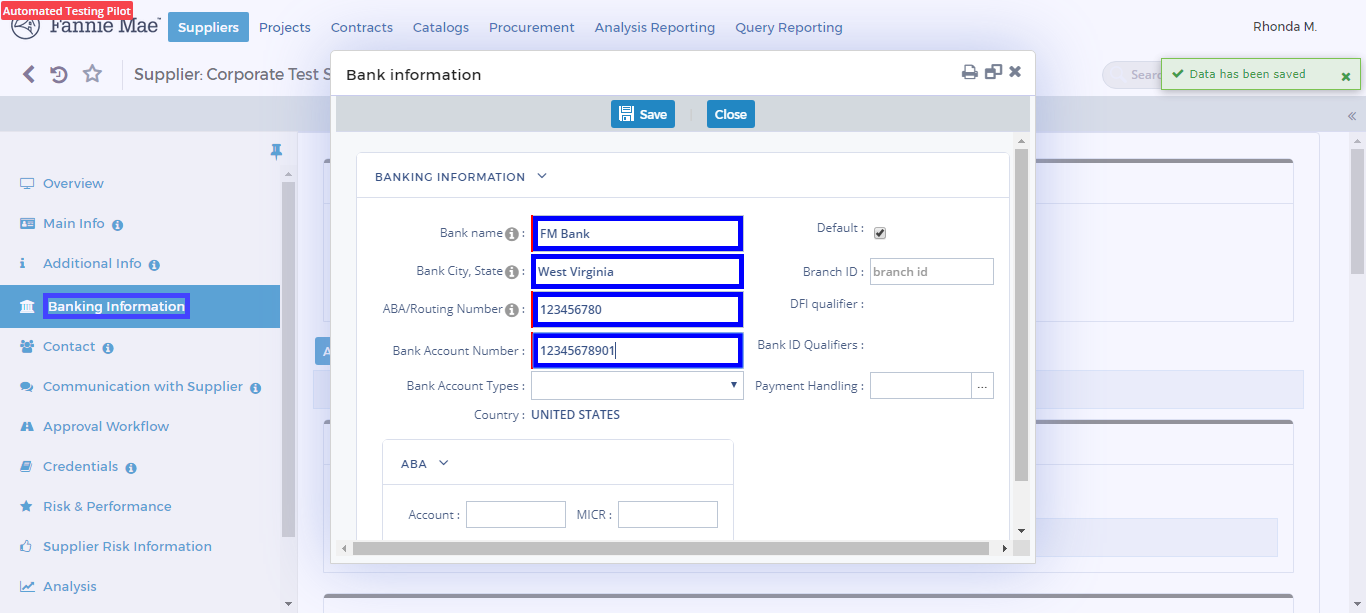 Automated Testing Pilot
Fannie Mae
Suppliers Projects Contracts Catalogs Procurement Analysis Reporting Query Reporting
Rhonda M.
Supplier: Corporate Test S
Sear
Data has been saved
Bank information
Save Close
Overview
Main Info
Additional Info
Banking Information
Contact
Communication with Supplier
Approval Workflow
Credentials
Risk & Performance
Supplier Risk Information
Analysis
A
BANKING INFORMATION
Bank name : FM Bank Default :
Bank City, State : West Virginia Branch ID : branch id
ABA/Routing Number : 123456780 DFI qualifier :
Bank Account Number : 12345678901 Bank ID Qualifiers :
Bank Account Types : Payment Handling : ...
Country : UNITED STATES
ABA
Account : MICR :